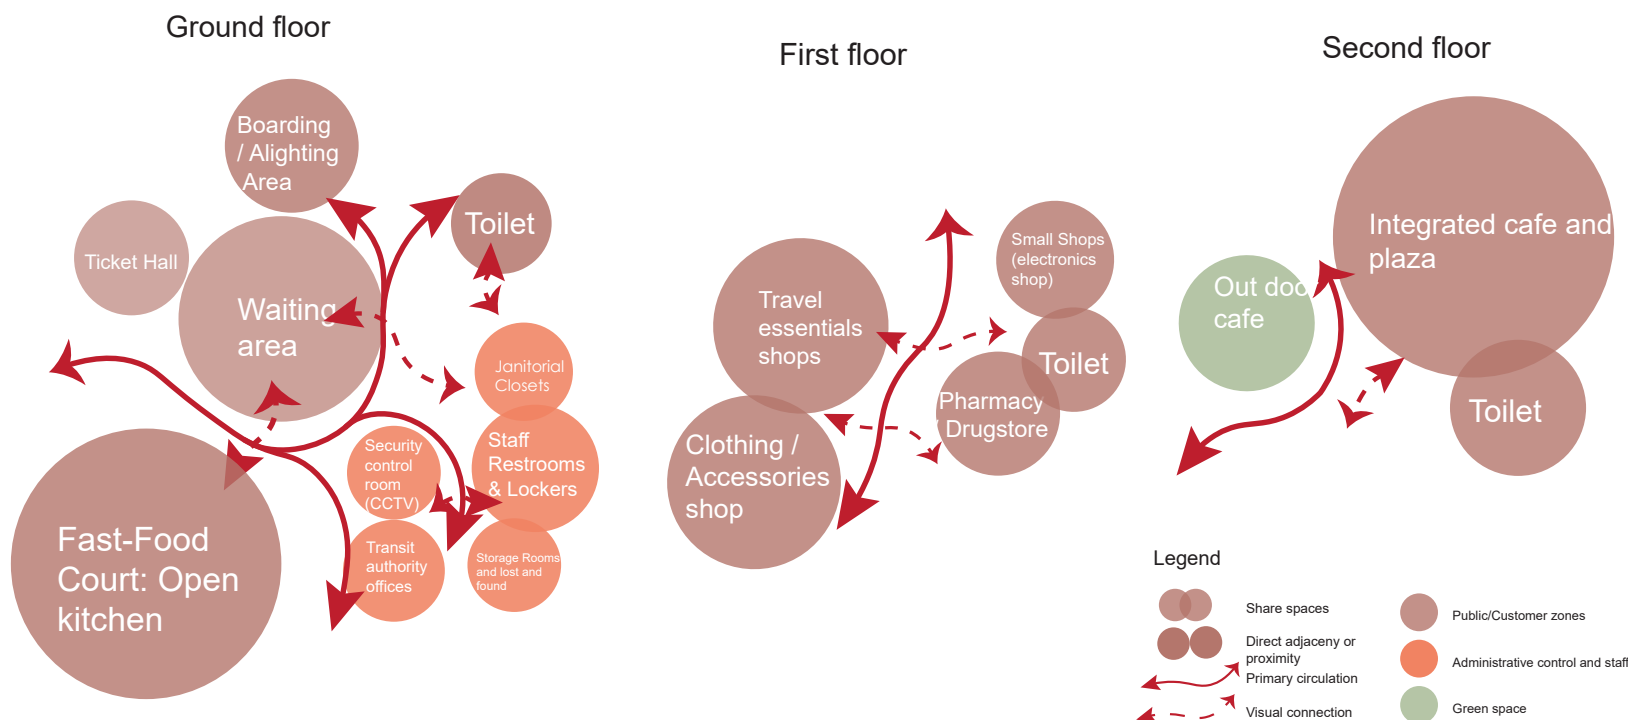 Ground floor
Boarding
/ Alighting
Area
Toilet
Ticket Hall
Waiting
area
Janitorial
Closets
Security
control
room
(CCTV)
Staff
Restrooms
& Lockers
Transit
authority
offices
Storage Rooms
and lost and
found
Fast-Food
Court: Open
kitchen
First floor
Small Shops
(electronics
shop)
Travel
essentials
shops
Toilet
Pharmacy
/ Drugstore
Clothing /
Accessories
shop
Second floor
Integrated cafe and
plaza
Out doo
cafe
Toilet
Legend
Share spaces
Direct adjaceny or
proximity
Primary circulation
Visual connection
Public/Customer zones
Administrative control and staff
Green space